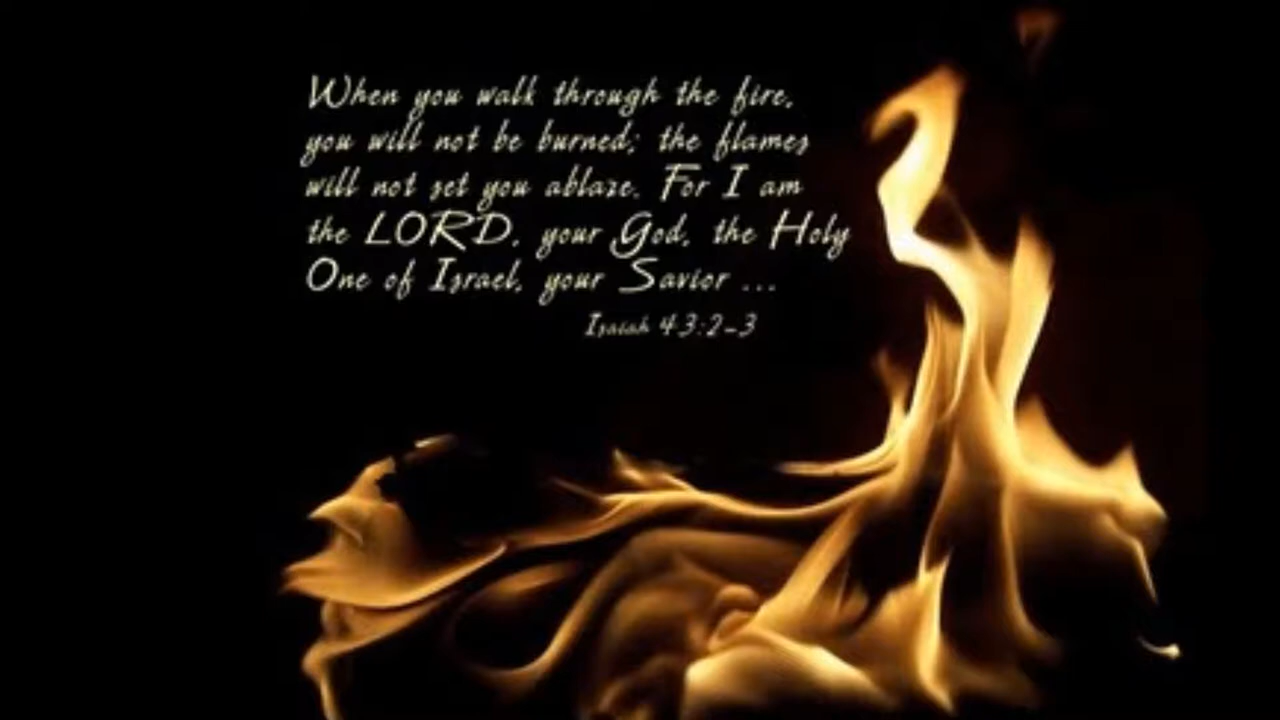 When you walk through the fire,
you will not be burned; the flames
will not set you ablaze. For I am
the LORD, your God, the Holy
One of Israel, your Savior ...
Isaiah 43:2-3